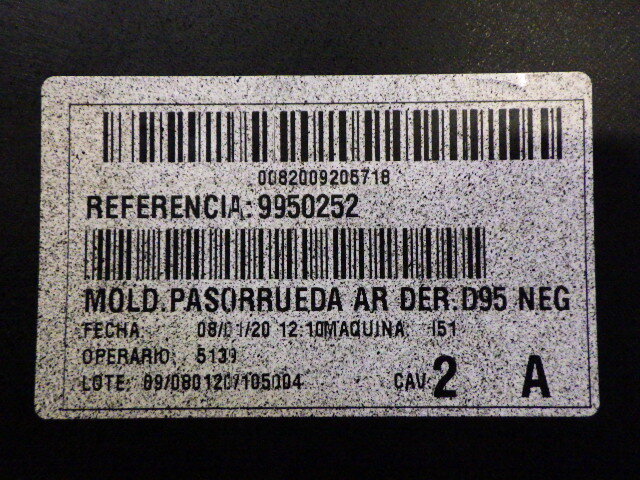 0082009205718
REFERENCIA: 9950252
MOLD.PASORRUEDA AR DER.D95 NEG
FECHA: 08/01/20 12.10MAQUINA: I51
OPERARIO: 5139
LOTE: 09/080120/105004 CAV: 2 A